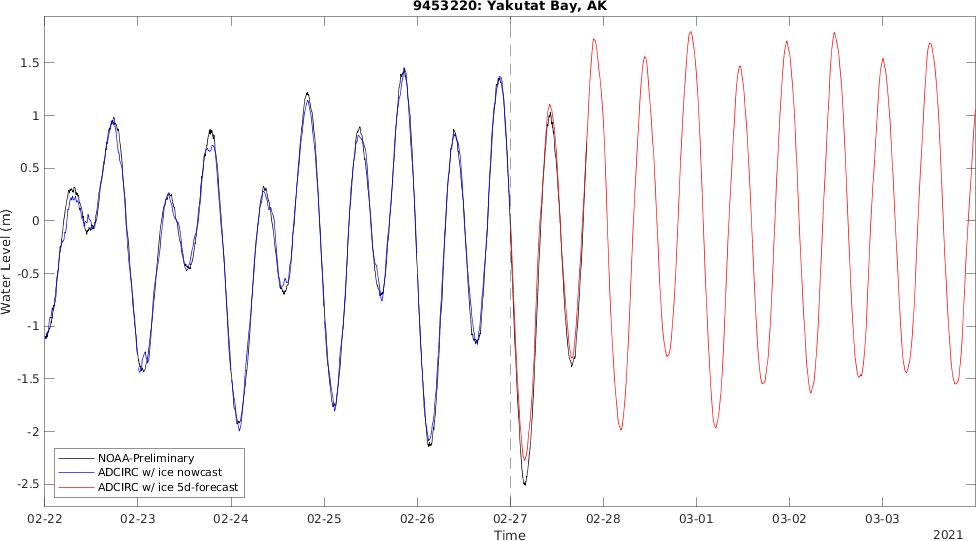 9453220: Yakutat Bay, AK
Water Level (m)
1.5
1
0.5
0
-0.5
-1
-1.5
-2
-2.5
NOAA-Preliminary
ADCIRC w/ ice nowcast
ADCIRC w/ ice 5d-forecast
02-22 02-23 02-24 02-25 02-26 02-27 02-28 03-01 03-02 03-03
Time
2021